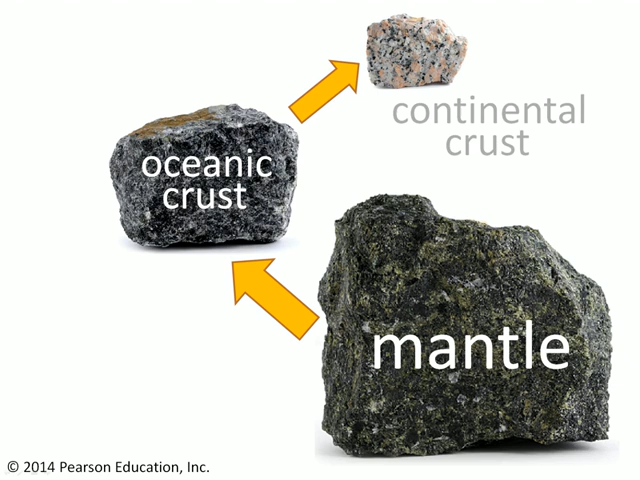 continental
crust
oceanic
crust
mantle
© 2014 Pearson Education, Inc.